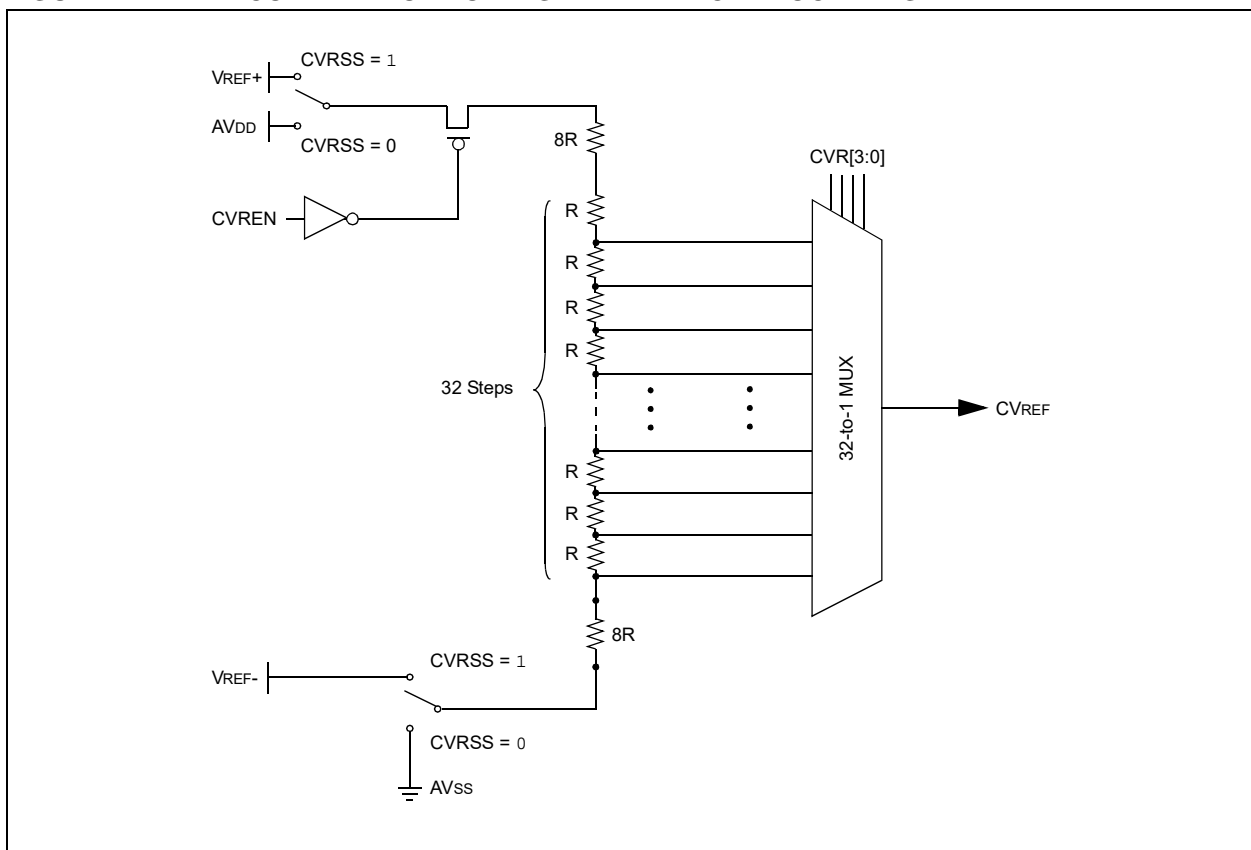 CVRSS = 1
VREF+
AVDD
CVRSS = 0
8R
CVR[3:0]
CVREN
R
R
R
R
32 Steps
32-to-1 MUX
CVREF
R
R
R
8R
CVRSS = 1
VREF-
CVRSS = 0
AVSS